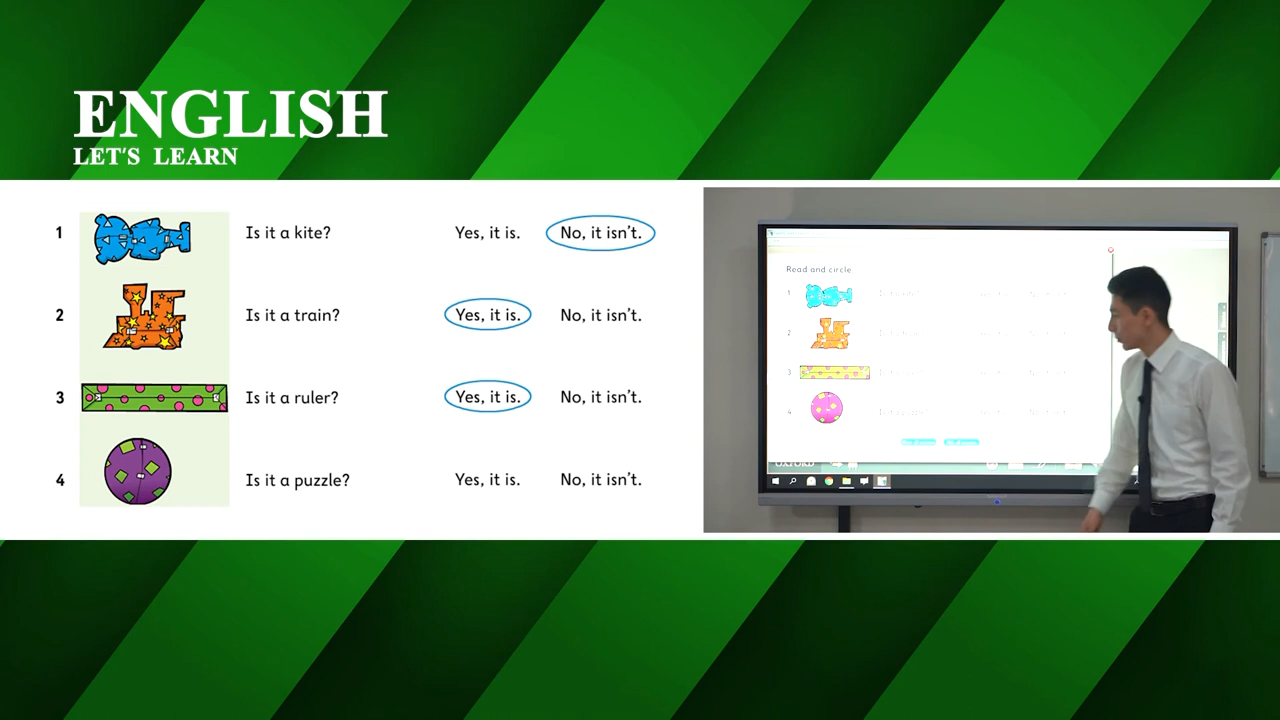 ENGLISH
LET'S LEARN
1 Is it a kite? Yes, it is. No, it isn't.
2 Is it a train? Yes, it is. No, it isn't.
3 Is it a ruler? Yes, it is. No, it isn't.
4 Is it a puzzle? Yes, it is. No, it isn't.
Read and circle
1
2
3
4
OXFORD